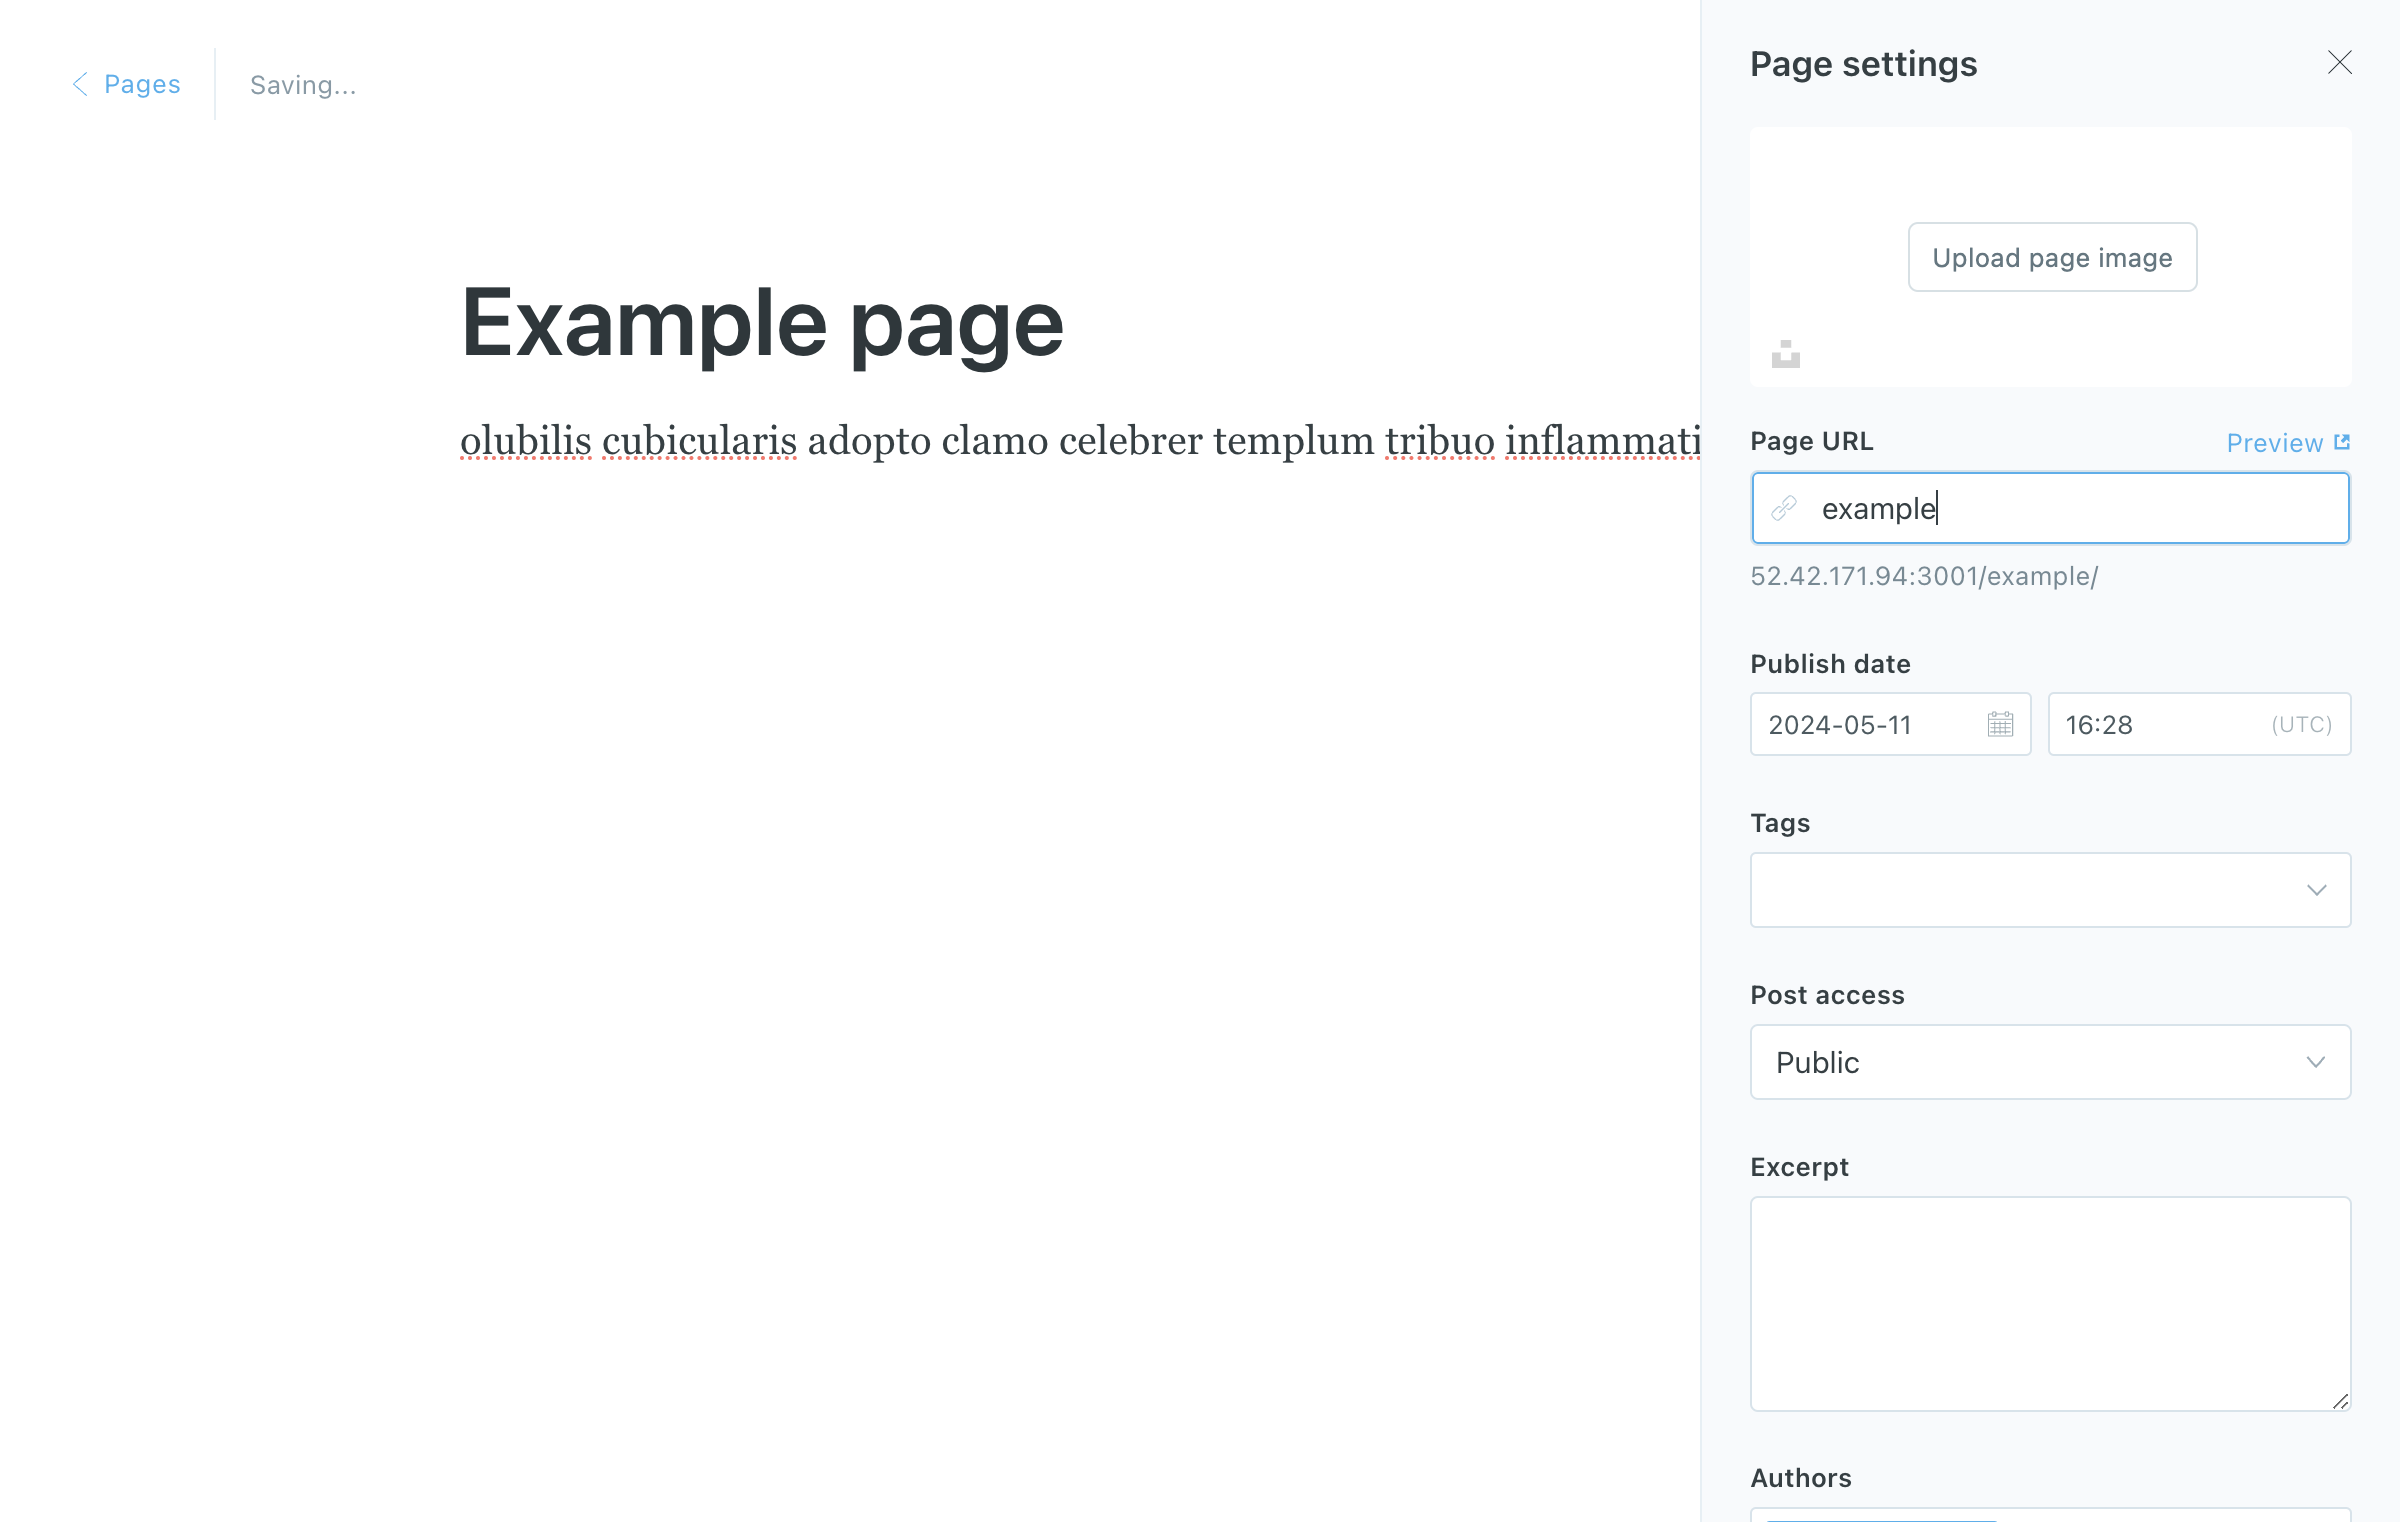 Pages
Saving...
Example page
olubilis cubicularis adopto clamo celebrer templum tribuo inflammati
Page settings
Upload page image
Page URL
Preview
example
52.42.171.94:3001/example/
Publish date
2024-05-11
16:28
(UTC)
Tags
Post access
Public
Excerpt
Authors